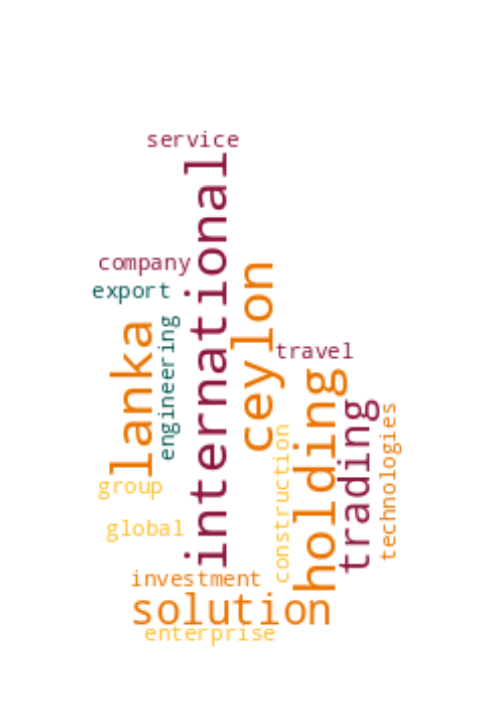 service
international
company
ceylon
export
engineering
lanka
travel
holding
trading
technologies
construction
group
global
investment
solution
enterprise